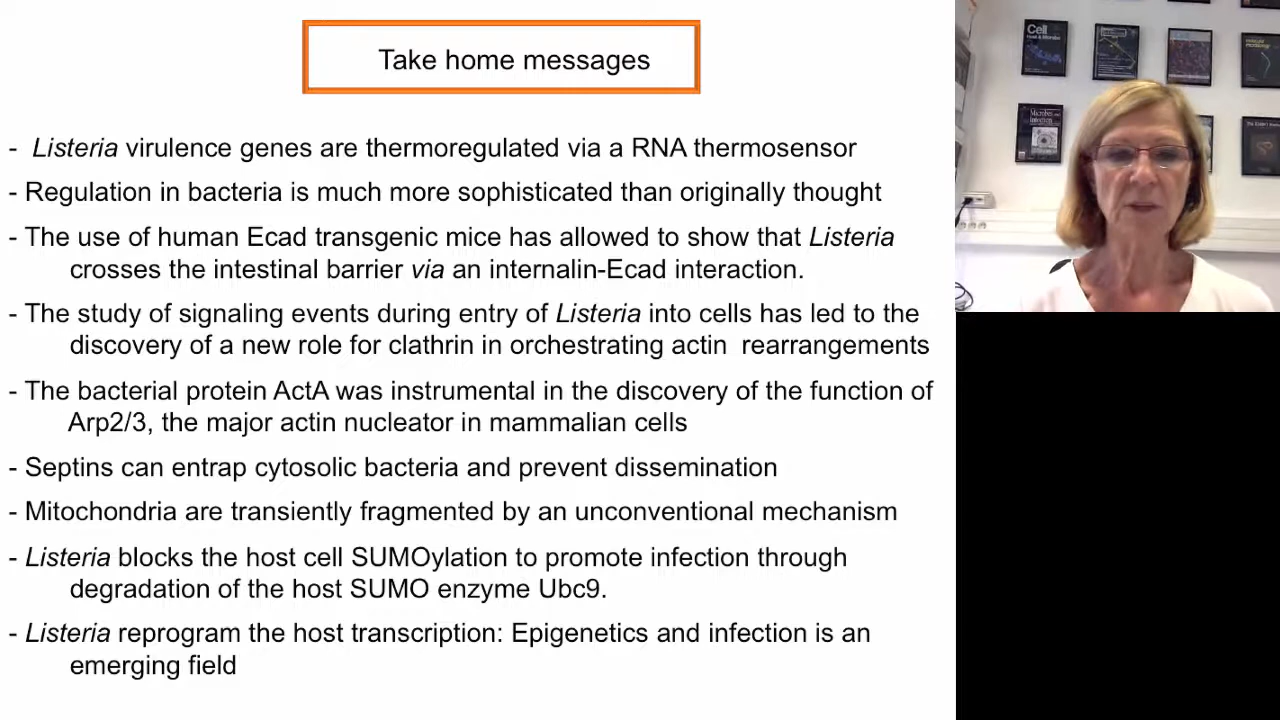 Take home messages
- Listeria virulence genes are thermoregulated via a RNA thermosensor
- Regulation in bacteria is much more sophisticated than originally thought
- The use of human Ecad transgenic mice has allowed to show that Listeria
crosses the intestinal barrier via an internalin-Ecad interaction.
- The study of signaling events during entry of Listeria into cells has led to the
discovery of a new role for clathrin in orchestrating actin rearrangements
- The bacterial protein ActA was instrumental in the discovery of the function of
Arp2/3, the major actin nucleator in mammalian cells
- Septins can entrap cytosolic bacteria and prevent dissemination
- Mitochondria are transiently fragmented by an unconventional mechanism
- Listeria blocks the host cell SUMOylation to promote infection through
degradation of the host SUMO enzyme Ubc9.
- Listeria reprogram the host transcription: Epigenetics and infection is an
emerging field
Cell
Host & Microbe
Cell
Microbes
and
Infection